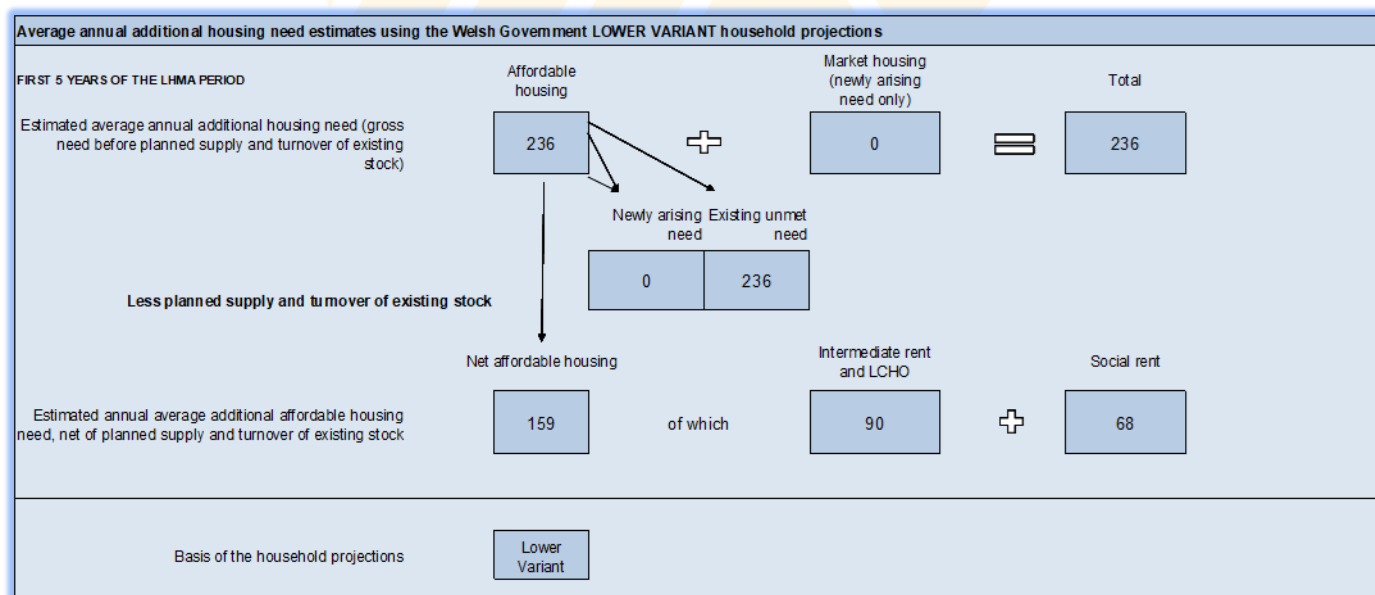 Average annual additional housing need estimates using the Welsh Government LOWER VARIANT household projections
FIRST 5 YEARS OF THE LHMA PERIOD
Affordable
housing
Market housing
(newly arising
need only)
Total
Estimated average annual additional housing need (gross
need before planned supply and turnover of existing
stock)
236
0
236
Newly arising
need
Existing unmet
need
0
236
Less planned supply and turnover of existing stock
Net affordable housing
Intermediate rent
and LCHO
Social rent
Estimated annual average additional affordable housing
need, net of planned supply and turnover of existing stock
159
of which
90
68
Basis of the household projections
Lower
Variant